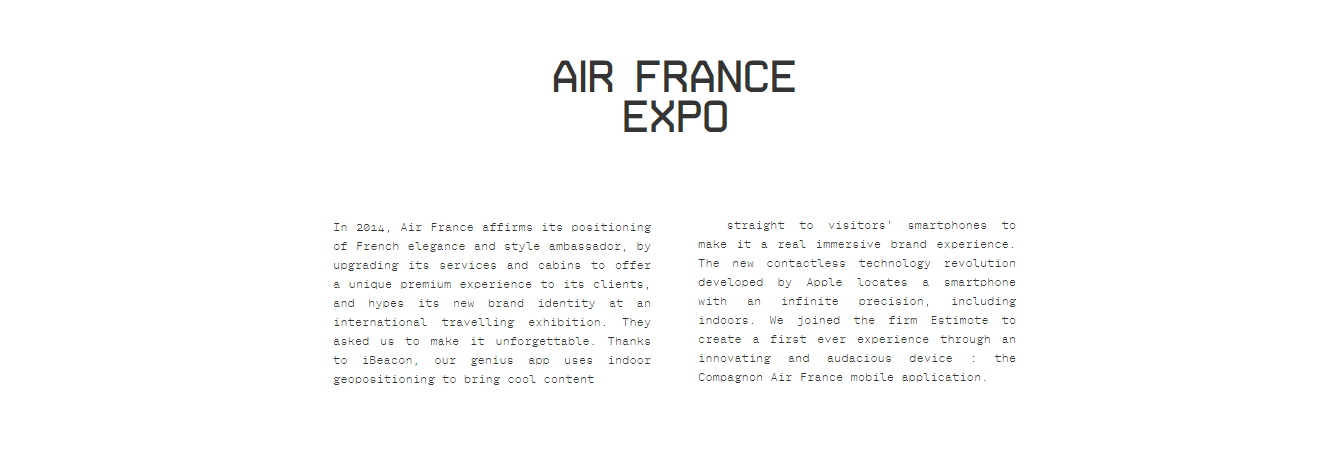 AIR FRANCE
EXPO
In 2014, Air France affirms its positioning
of French elegance and style ambassador, by
upgrading its services and cabins to offer
a unique premium experience to its clients,
and hypes its new brand identity at an
international travelling exhibition. They
asked us to make it unforgettable. Thanks
to iBeacon, our genius app uses indoor
geopositioning to bring cool content
straight to visitors' smartphones to
make it a real immersive brand experience.
The new contactless technology revolution
developed by Apple locates a smartphone
with an infinite precision, including
indoors. We joined the firm Estimote to
create a first ever experience through an
innovating and audacious device : the
Compagnon Air France mobile application.